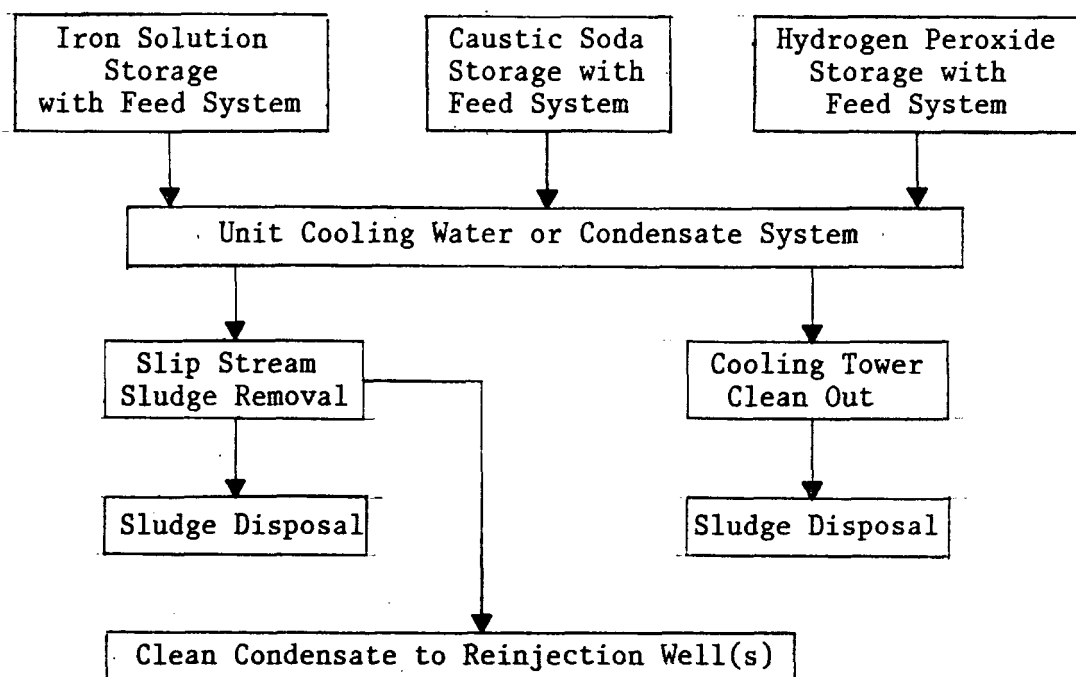 Iron Solution
Storage
with Feed System
Caustic Soda
Storage with
Feed System
Hydrogen Peroxide
Storage with
Feed System
Unit Cooling Water or Condensate System
Slip Stream
Sludge Removal
Cooling Tower
Clean Out
Sludge Disposal
Sludge Disposal
Clean Condensate to Reinjection Well(s)